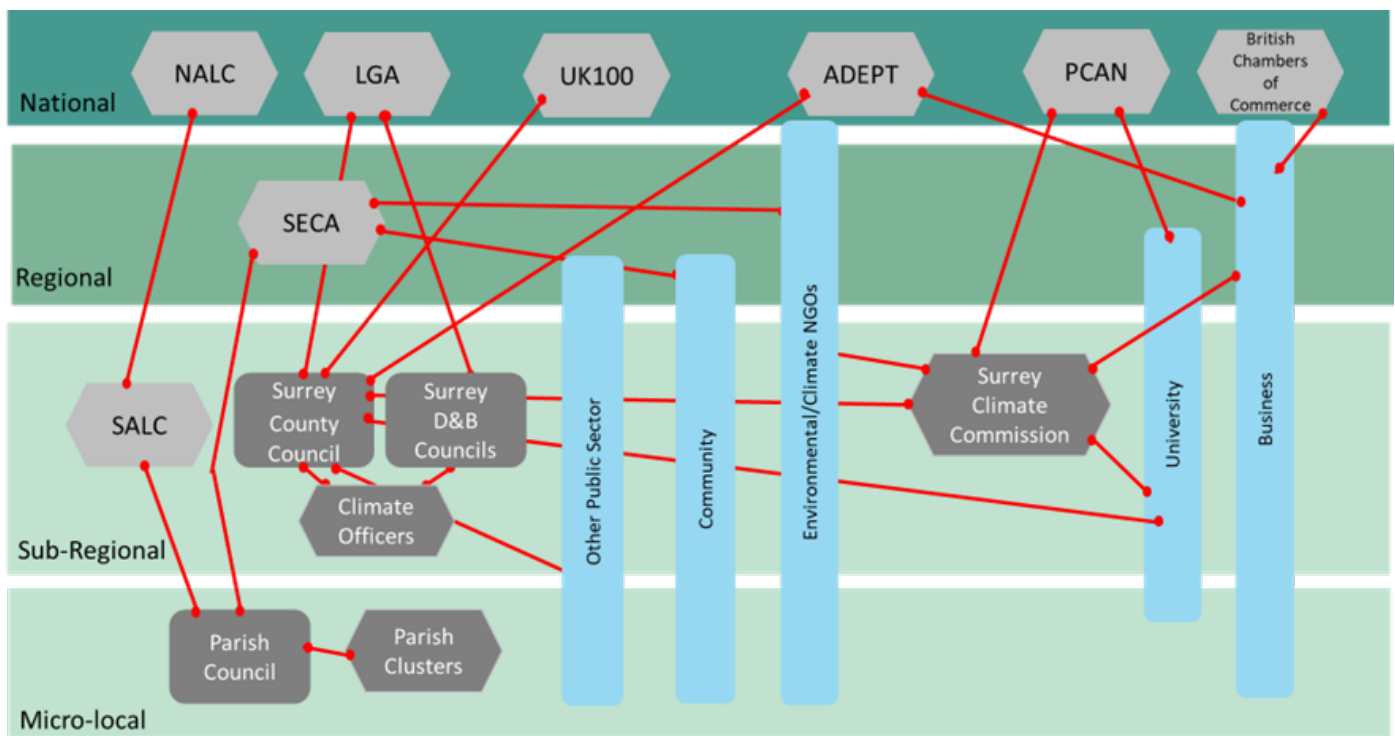 NALC
LGA
UK100
ADEPT
PCAN
British
Chambers
of
Commerce
National
SECA
Regional
SALC
Surrey
County
Council
Surrey
D&B
Councils
Climate
Officers
Other Public Sector
Community
Environmental/Climate NGOs
Surrey
Climate
Commission
University
Business
Sub-Regional
Parish
Council
Parish
Clusters
Micro-local